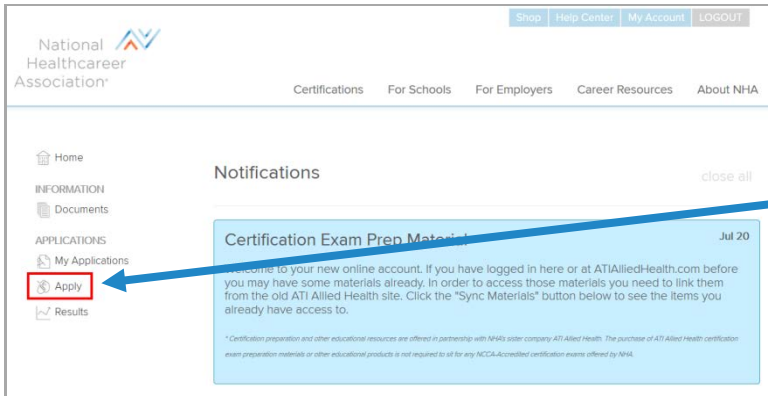 Shop Help Center My Account LOGOUT
National
Healthcareer
Association
Certifications For Schools For Employers Career Resources About NHA
Home
INFORMATION
Documents
APPLICATIONS
My Applications
Apply
Results
Notifications
close all
Certification Exam Prep Material
Jul 20
Welcome to your new online account. If you have logged in here or at ATIAlliedHealth.com before
you may have some materials already. In order to access those materials you need to link them
from the old ATI Allied Health site. Click the "Sync Materials" button below to see the items you
already have access to.
* Certification preparation and other educational resources are offered in partnership with NHA's sister company ATI Allied Health. The purchase of ATI Allied Health certification
exam preparation materials or other educational products is not required to sit for any NCCA-Accredited certification exams offered by NHA.